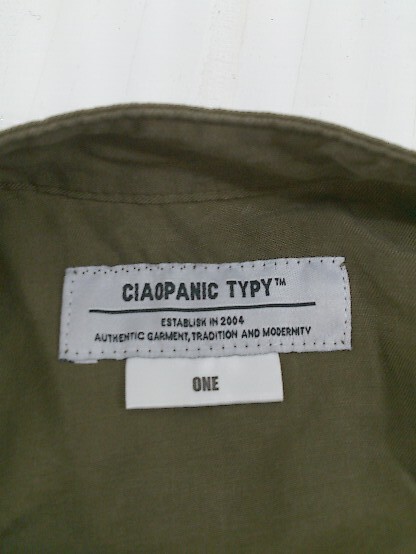 CIAOPANIC TYPY™
ESTABLISH IN 2004
AUTHENTIC GARMENT, TRADITION AND MODERNITY
ONE